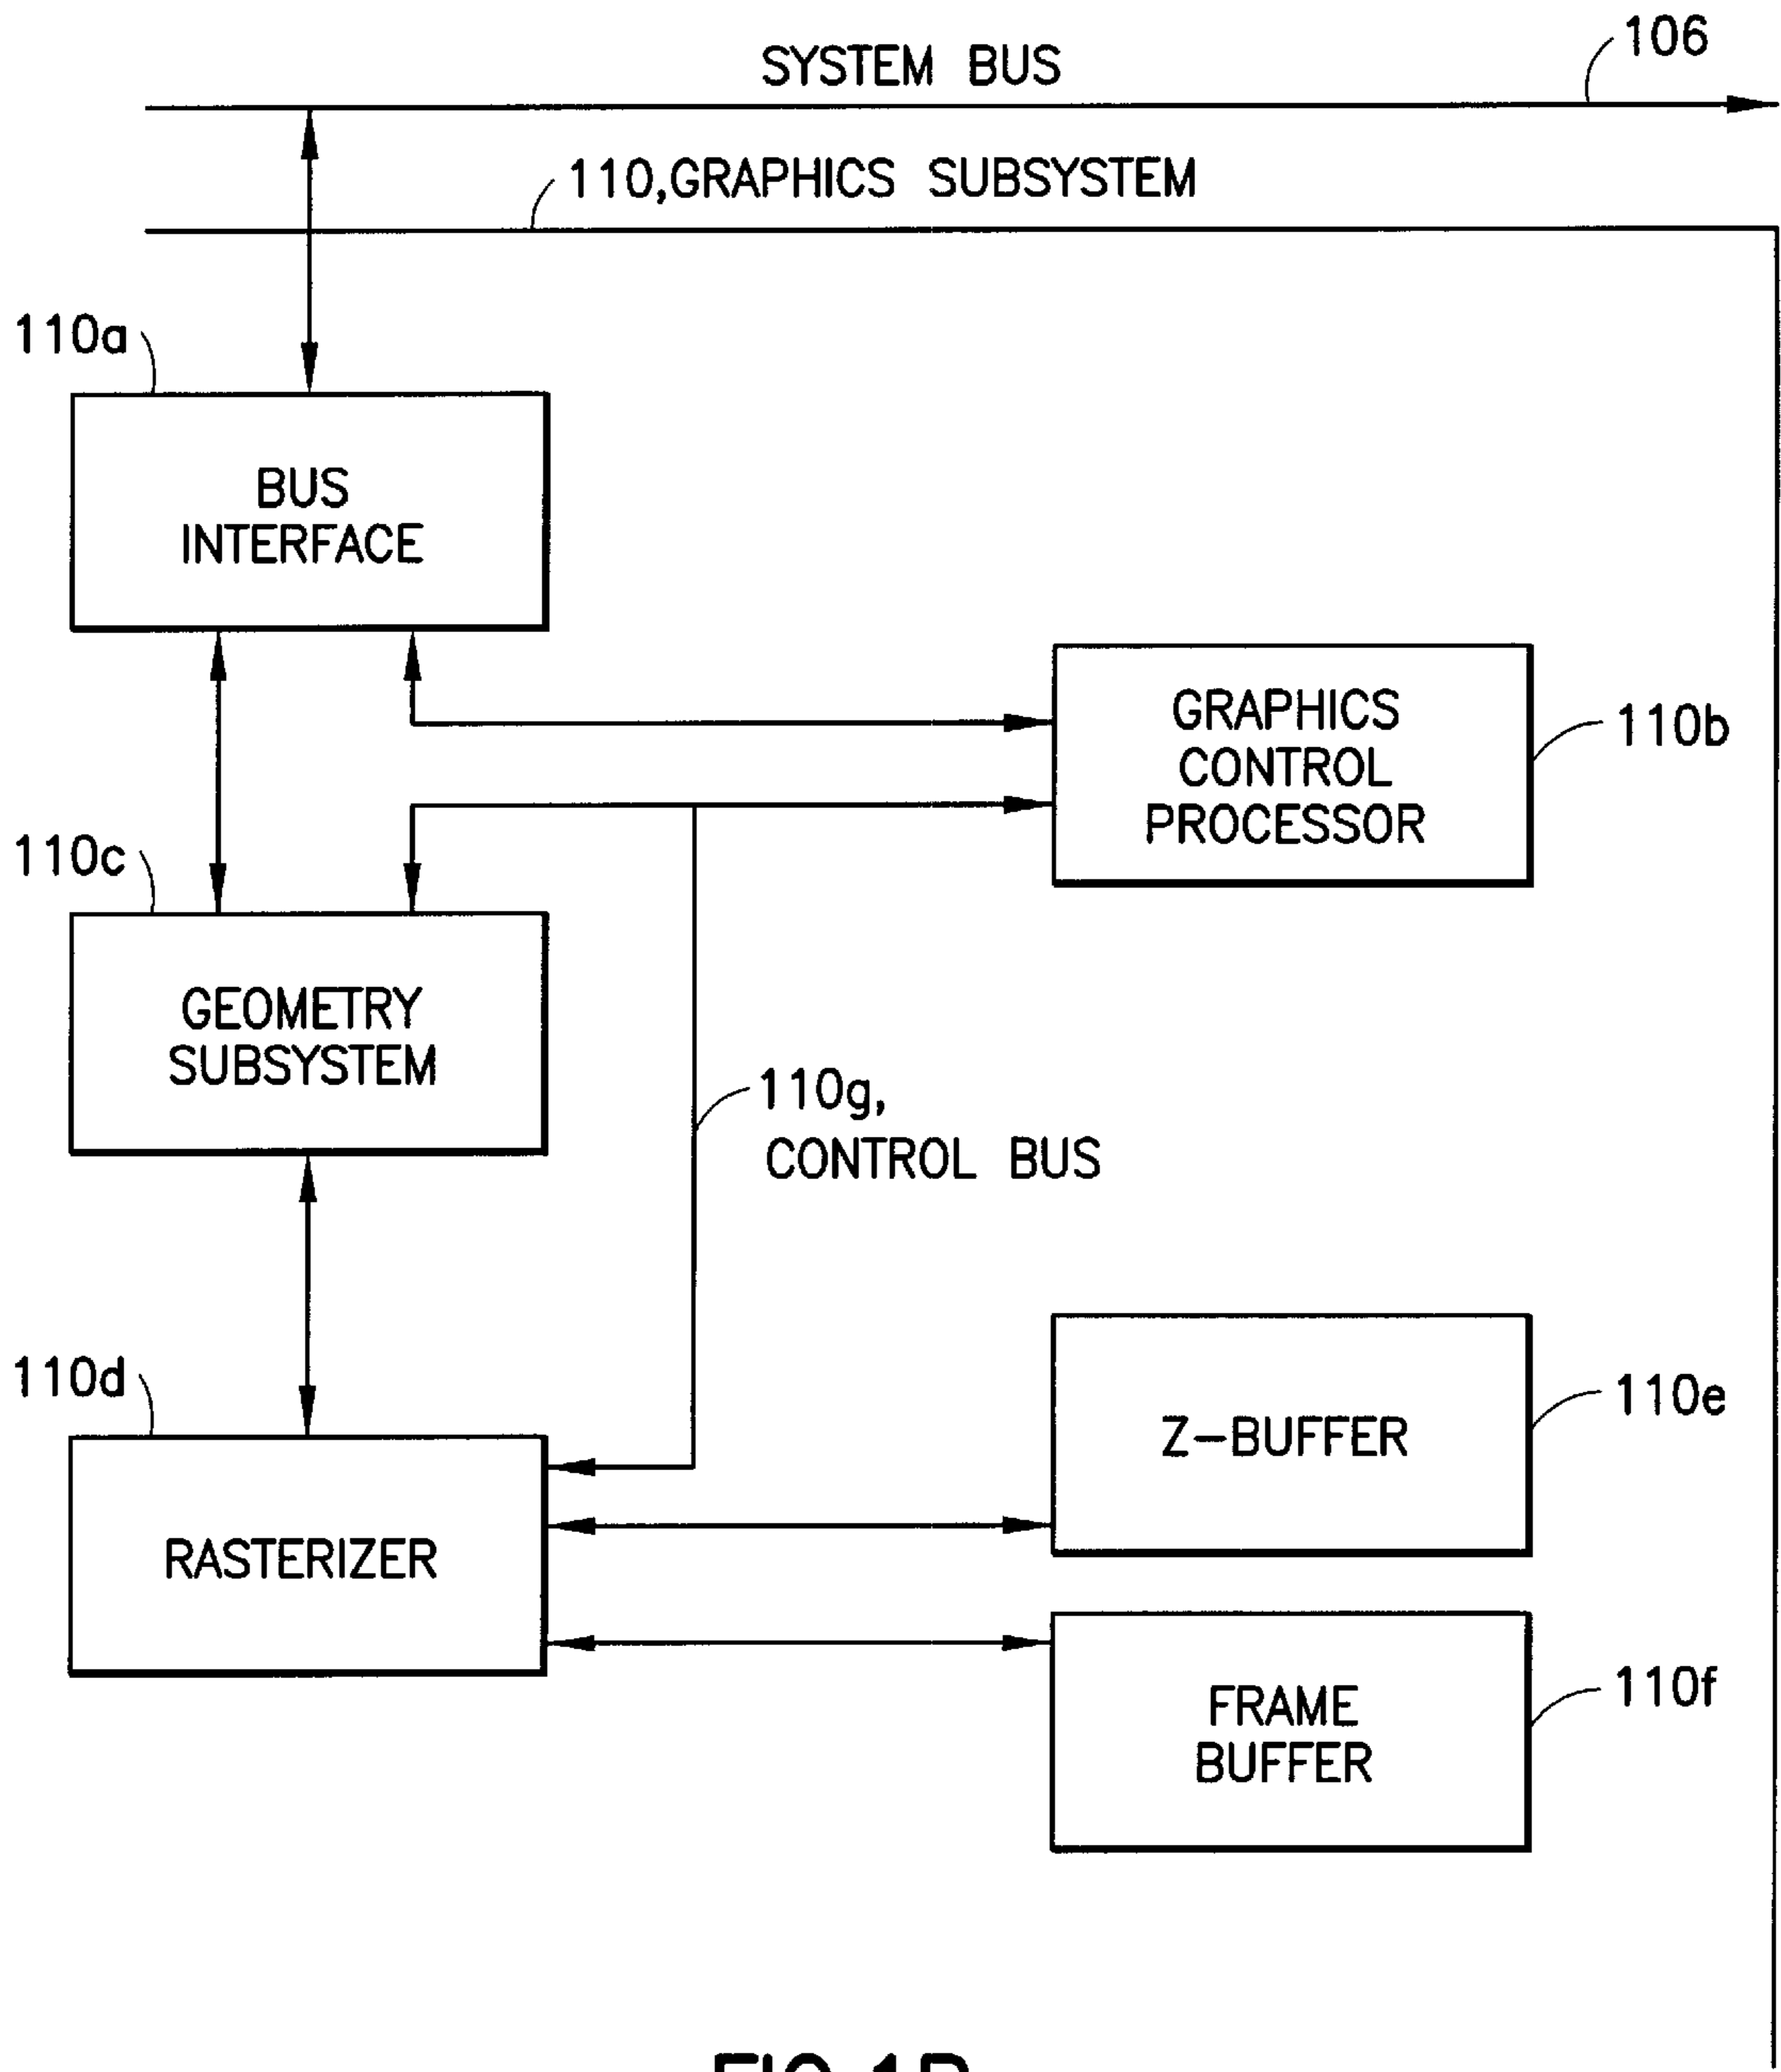 SYSTEM BUS
106
110,GRAPHICS SUBSYSTEM
110a
BUS
INTERFACE
GRAPHICS
CONTROL
PROCESSOR
110b
110c
GEOMETRY
SUBSYSTEM
110g,
CONTROL BUS
110d
RASTERIZER
Z-BUFFER
110e
FRAME
BUFFER
110f